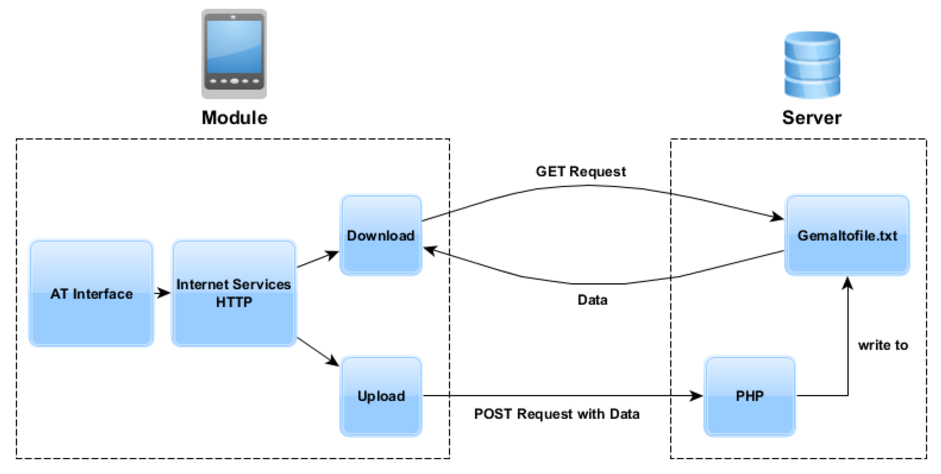 Module
Server
GET Request
Download
Gemaltofile.txt
AT Interface
Internet Services
HTTP
Data
write to
Upload
PHP
POST Request with Data